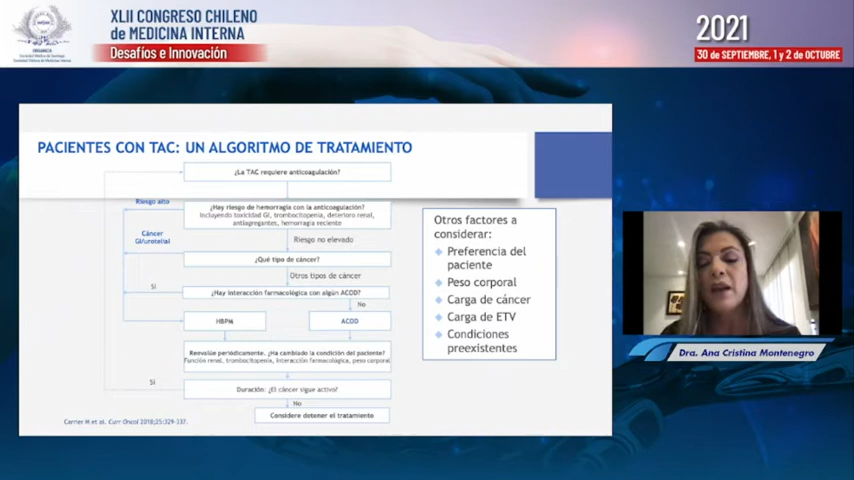 XLII CONGRESO CHILENO
de MEDICINA INTERNA
Desafíos e Innovación
2021
30 de SEPTIEMBRE, 1 y 2 de OCTUBRE
PACIENTES CON TAC: UN ALGORITMO DE TRATAMIENTO
¿La TAC requiere anticoagulación?
Riesgo alto
¿Hay riesgo de hemorragia con la anticoagulación?
Incluyendo toxicidad GI, trombocitopenia, deterioro renal,
antiagregantes, hemorragia reciente
Cáncer
GI/urotelial
Riesgo no elevado
¿Qué tipo de cáncer?
Otros tipos de cáncer
Sí
¿Hay interacción farmacológica con algún ACOD?
No
HBPM
ACOD
Reevalúe periódicamente. ¿Ha cambiado la condición del paciente?
Función renal, trombocitopenia, interacción farmacológica, peso corporal
Sí
Duración: ¿El cáncer sigue activo?
No
Considere detener el tratamiento
Carrier M et al. Curr Oncol 2018;25:329-337.
Otros factores a
considerar:
Preferencia del
paciente
Peso corporal
Carga de cáncer
Carga de ETV
Condiciones
preexistentes
Dra. Ana Cristina Montenegro